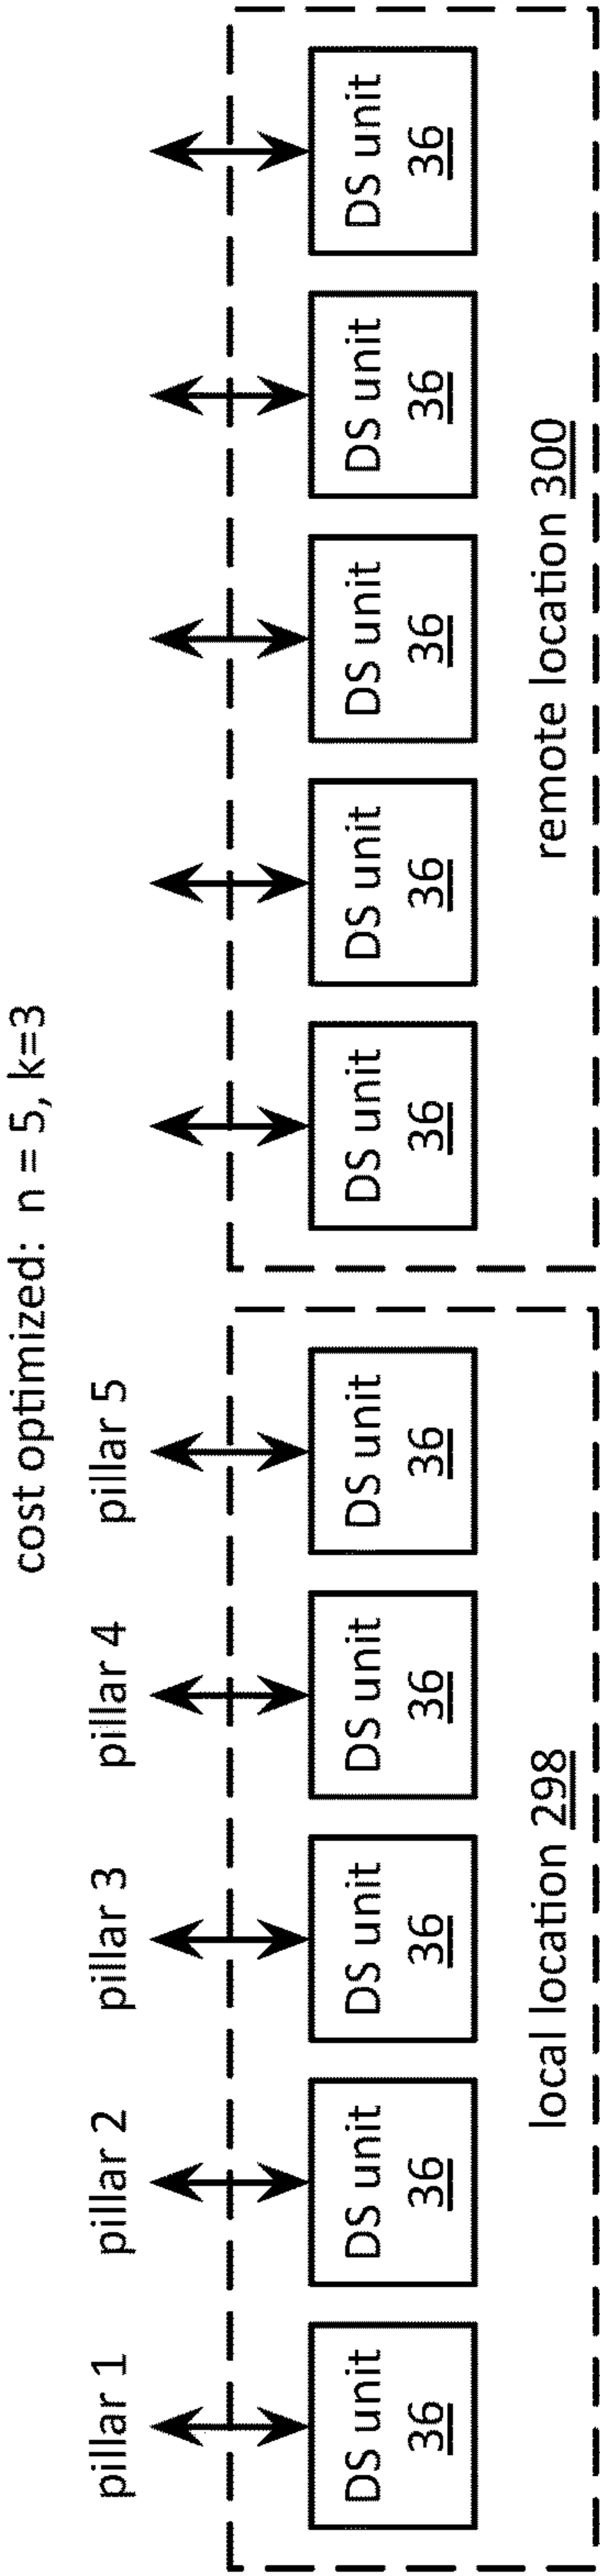 cost optimized: n = 5, k=3
pillar 1
pillar 2
pillar 3
pillar 4
pillar 5
DS unit
36
DS unit
36
DS unit
36
DS unit
36
DS unit
36
local location 298
DS unit
36
DS unit
36
DS unit
36
DS unit
36
DS unit
36
remote location 300